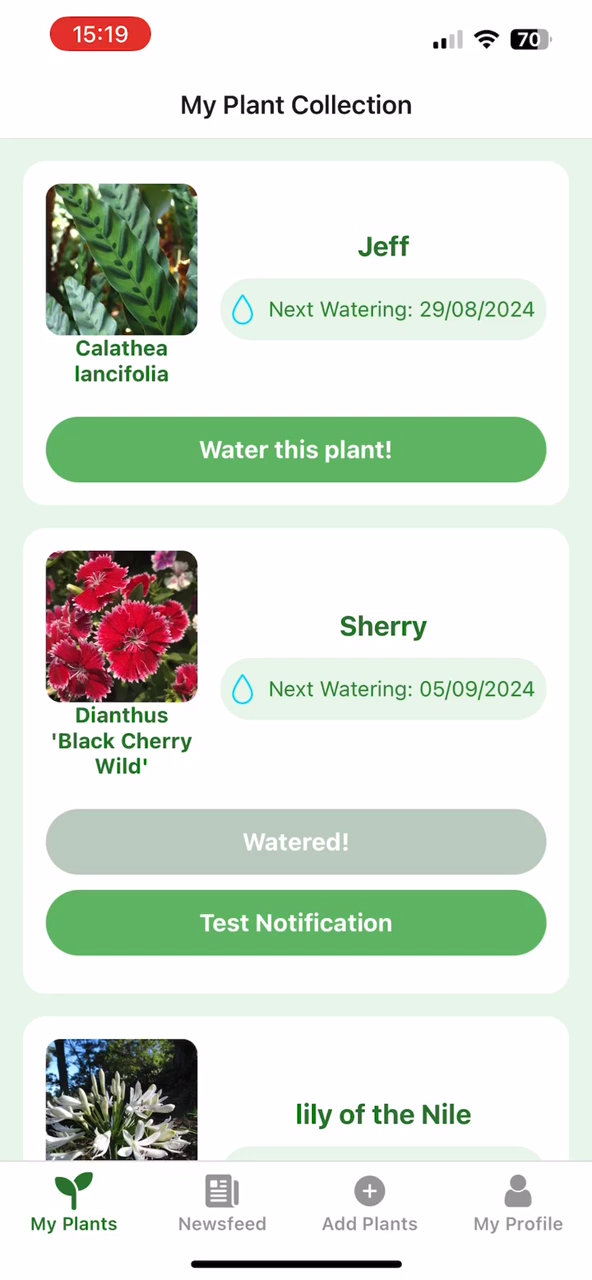 15:19
70
My Plant Collection
Jeff
Next Watering: 29/08/2024
Calathea
lancifolia
Water this plant!
Sherry
Next Watering: 05/09/2024
Dianthus
'Black Cherry
Wild'
Watered!
Test Notification
lily of the Nile
My Plants
Newsfeed
Add Plants
My Profile